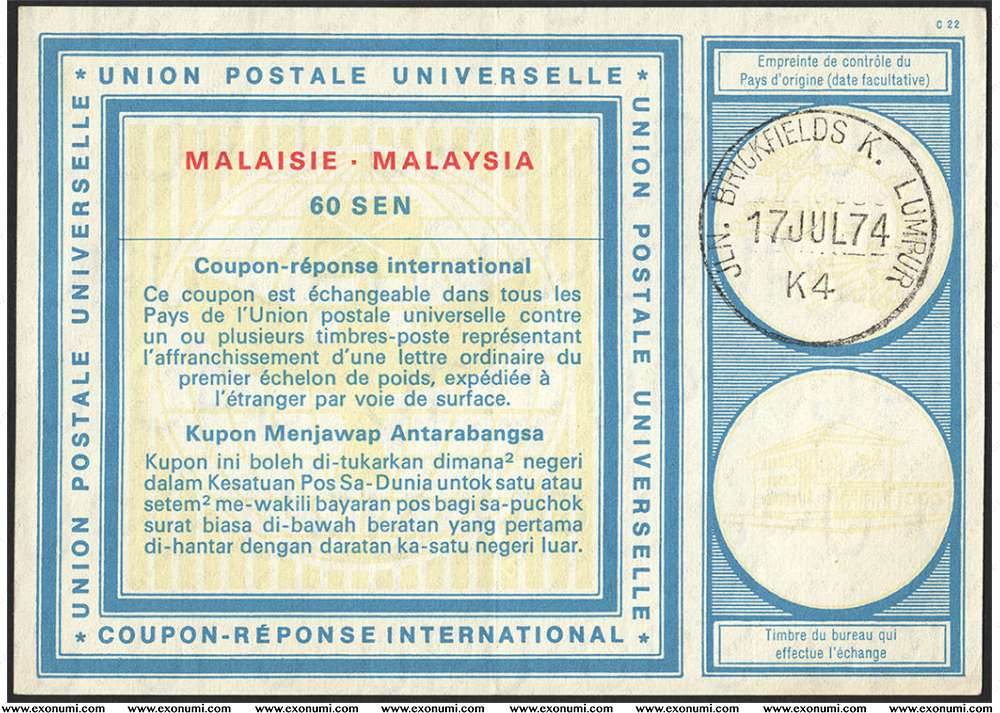 C 22
* UNION POSTALE UNIVERSELLE *
UNION POSTALE UNIVERSELLE
UNION POSTALE UNIVERSELLE
MALAISIE · MALAYSIA
60 SEN
Coupon-réponse international
Ce coupon est échangeable dans tous les
Pays de l'Union postale universelle contre
un ou plusieurs timbres-poste représentant
l'affranchissement d'une lettre ordinaire du
premier échelon de poids, expédiée à
l'étranger par voie de surface.
Kupon Menjawap Antarabangsa
Kupon ini boleh di-tukarkan dimana² negeri
dalam Kesatuan Pos Sa-Dunia untok satu atau
setem² me-wakili bayaran pos bagi sa-puchok
surat biasa di-bawah beratan yang pertama
di-hantar dengan daratan ka-satu negeri luar.
* COUPON-RÉPONSE INTERNATIONAL *
Empreinte de contrôle du
Pays d'origine (date facultative)
JLN. BRICKFIELDS K. LUMPUR
17JUL74
K4
Timbre du bureau qui
effectue l'échange
www.exonumi.com www.exonumi.com www.exonumi.com www.exonumi.com www.exonumi.com www.exonumi.com www.exonumi.com www.exonumi.com